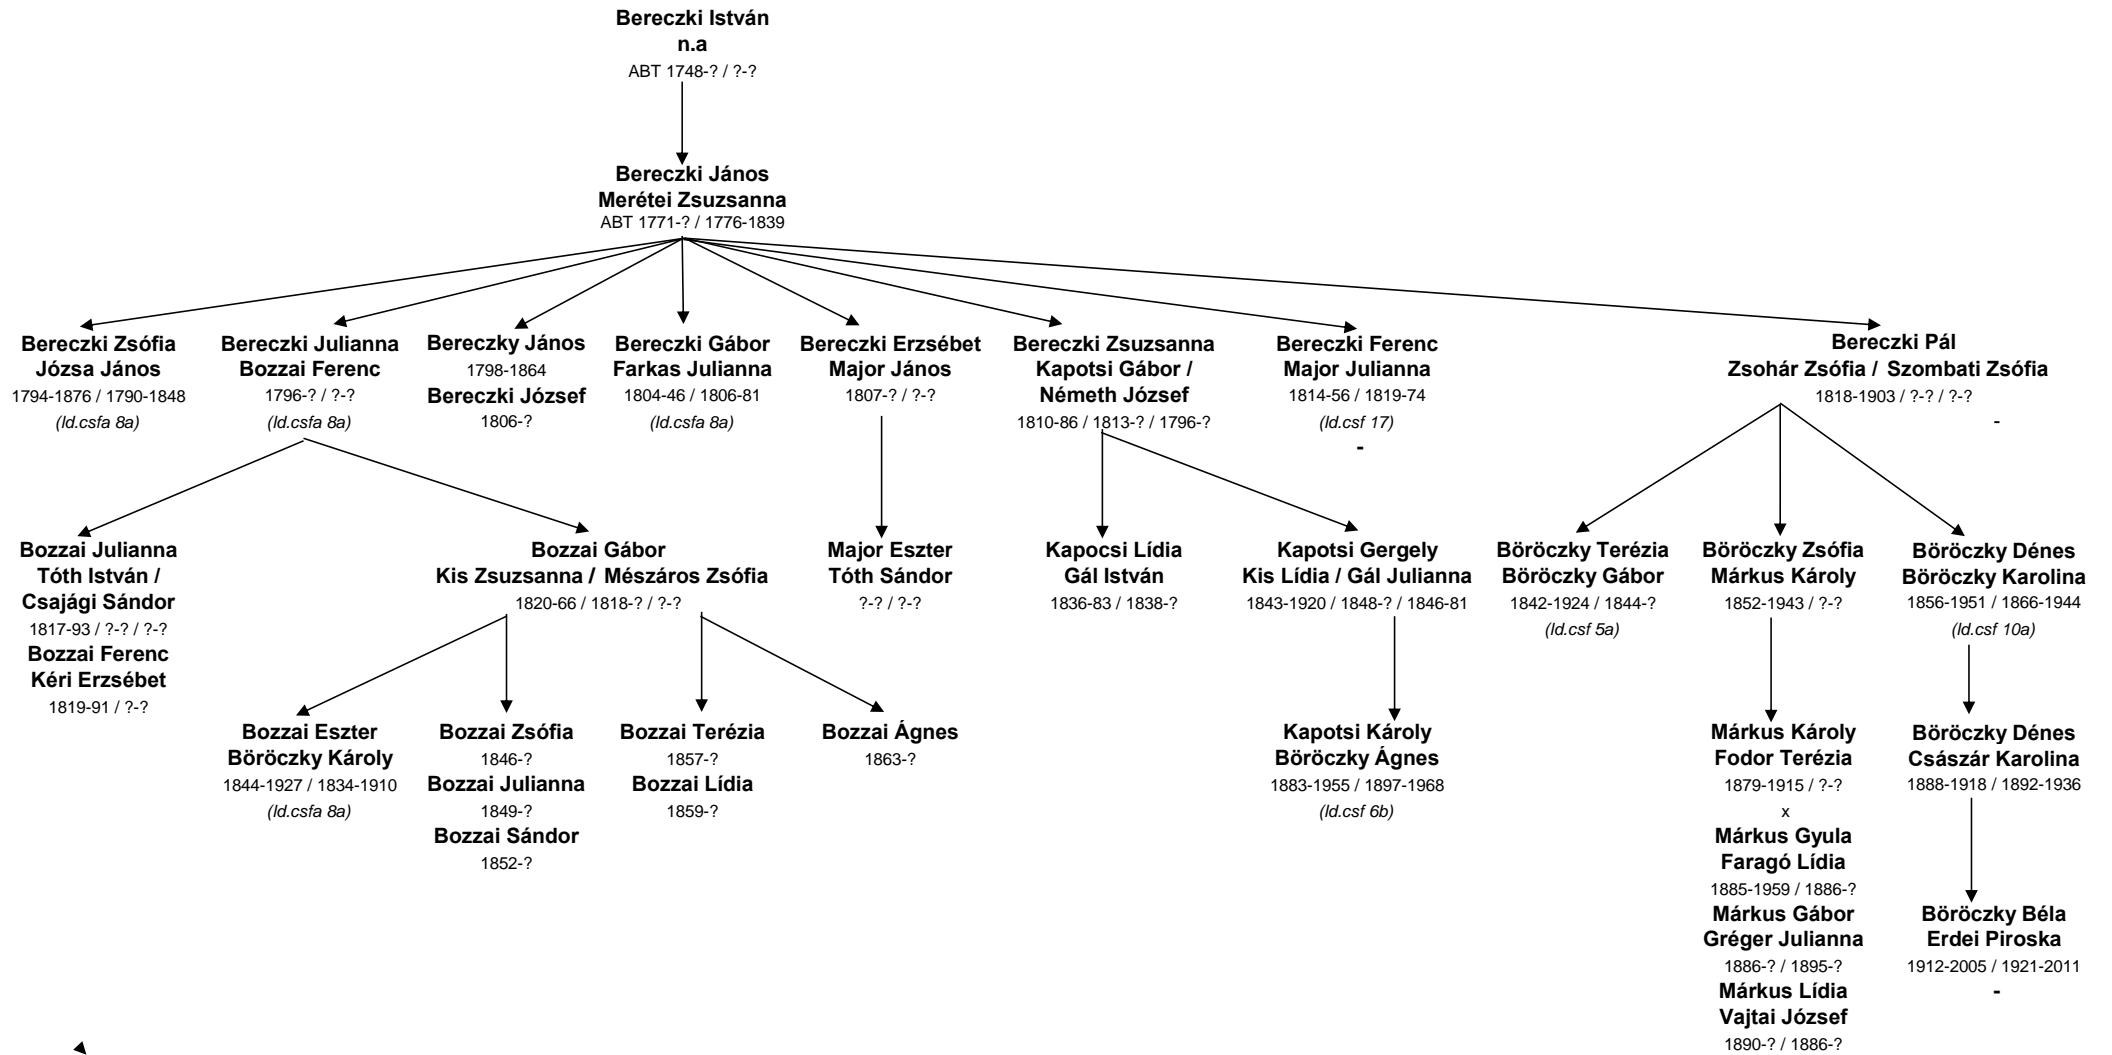 Bereczki István
n.a
ABT 1748-? / ?-?
Bereczki János
Merétei Zsuzsanna
ABT 1771-? / 1776-1839
Bereczki Zsófia
Józsa János
1794-1876 / 1790-1848
(ld.csfa 8a)
Bereczki Julianna
Bozzai Ferenc
1796-? / ?-?
(ld.csfa 8a)
Bereczky János
1798-1864
Bereczki József
1806-?
Bereczki Gábor
Farkas Julianna
1804-46 / 1806-81
(ld.csfa 8a)
Bereczki Erzsébet
Major János
1807-? / ?-?
Bereczki Zsuzsanna
Kapotsi Gábor /
Németh József
1810-86 / 1813-? / 1796-?
Bereczki Ferenc
Major Julianna
1814-56 / 1819-74
(ld.csf 17)
-
Bereczki Pál
Zsohár Zsófia / Szombati Zsófia
1818-1903 / ?-? / ?-?
-
Bozzai Julianna
Tóth István /
Csajági Sándor
1817-93 / ?-? / ?-?
Bozzai Ferenc
Kéri Erzsébet
1819-91 / ?-?
Bozzai Gábor
Kis Zsuzsanna / Mészáros Zsófia
1820-66 / 1818-? / ?-?
Major Eszter
Tóth Sándor
?-? / ?-?
Kapocsi Lídia
Gál István
1836-83 / 1838-?
Kapotsi Gergely
Kis Lídia / Gál Julianna
1843-1920 / 1848-? / 1846-81
Böröczky Terézia
Böröczky Gábor
1842-1924 / 1844-?
(ld.csf 5a)
Böröczky Zsófia
Márkus Károly
1852-1943 / ?-?
Böröczky Dénes
Böröczky Karolina
1856-1951 / 1866-1944
(ld.csf 10a)
Bozzai Eszter
Böröczky Károly
1844-1927 / 1834-1910
(ld.csfa 8a)
Bozzai Zsófia
1846-?
Bozzai Julianna
1849-?
Bozzai Sándor
1852-?
Bozzai Terézia
1857-?
Bozzai Lídia
1859-?
Bozzai Ágnes
1863-?
Kapotsi Károly
Böröczky Ágnes
1883-1955 / 1897-1968
(ld.csf 6b)
Márkus Károly
Fodor Terézia
1879-1915 / ?-?
x
Márkus Gyula
Faragó Lídia
1885-1959 / 1886-?
Márkus Gábor
Gréger Julianna
1886-? / 1895-?
Márkus Lídia
Vajtai József
1890-? / 1886-?
Böröczky Dénes
Császár Karolina
1888-1918 / 1892-1936
Böröczky Béla
Erdei Piroska
1912-2005 / 1921-2011
-